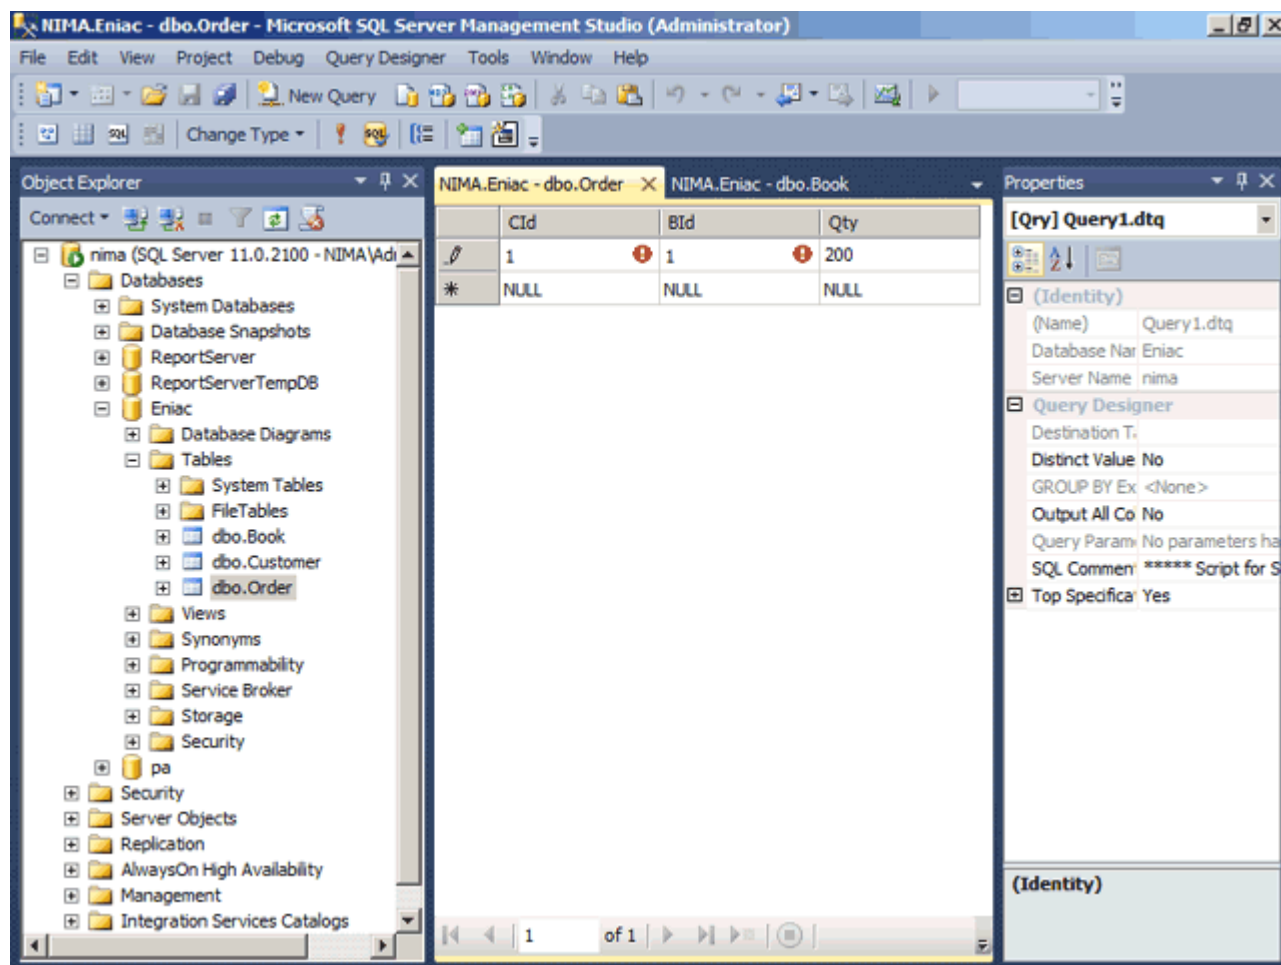 NIMA.Eniac - dbo.Order - Microsoft SQL Server Management Studio (Administrator)
File Edit View Project Debug Query Designer Tools Window Help
New Query
Change Type
Object Explorer
Connect
nima (SQL Server 11.0.2100 - NIMA\Adı
Databases
System Databases
Database Snapshots
ReportServer
ReportServerTempDB
Eniac
Database Diagrams
Tables
System Tables
FileTables
dbo.Book
dbo.Customer
dbo.Order
Views
Synonyms
Programmability
Service Broker
Storage
Security
pa
Security
Server Objects
Replication
AlwaysOn High Availability
Management
Integration Services Catalogs
NIMA.Eniac - dbo.Order NIMA.Eniac - dbo.Book
CId BId Qty
1 1 200
NULL NULL NULL
1 of 1
Properties
[Qry] Query1.dtq
(Identity)
(Name) Query1.dtq
Database Nar Eniac
Server Name nima
Query Designer
Destination T.
Distinct Value No
GROUP BY Ex <None>
Output All Co No
Query Param No parameters ha
SQL Commen ***** Script for S
Top Specifica Yes
(Identity)